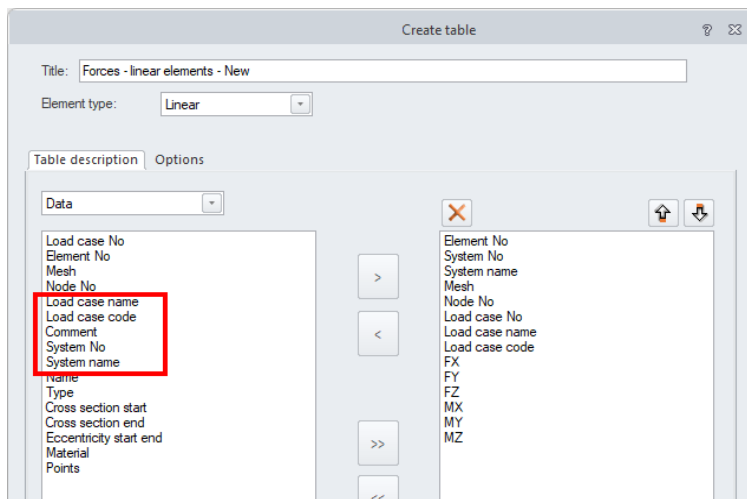 Create table
?
Title: Forces - linear elements - New
Element type: Linear
Table description Options
Data
Load case No
Element No
Mesh
Node No
Load case name
Load case code
Comment
System No
System name
Name
Type
Cross section start
Cross section end
Eccentricity start end
Material
Points
>
<
>>
<<
Element No
System No
System name
Mesh
Node No
Load case No
Load case name
Load case code
FX
FY
FZ
MX
MY
MZ